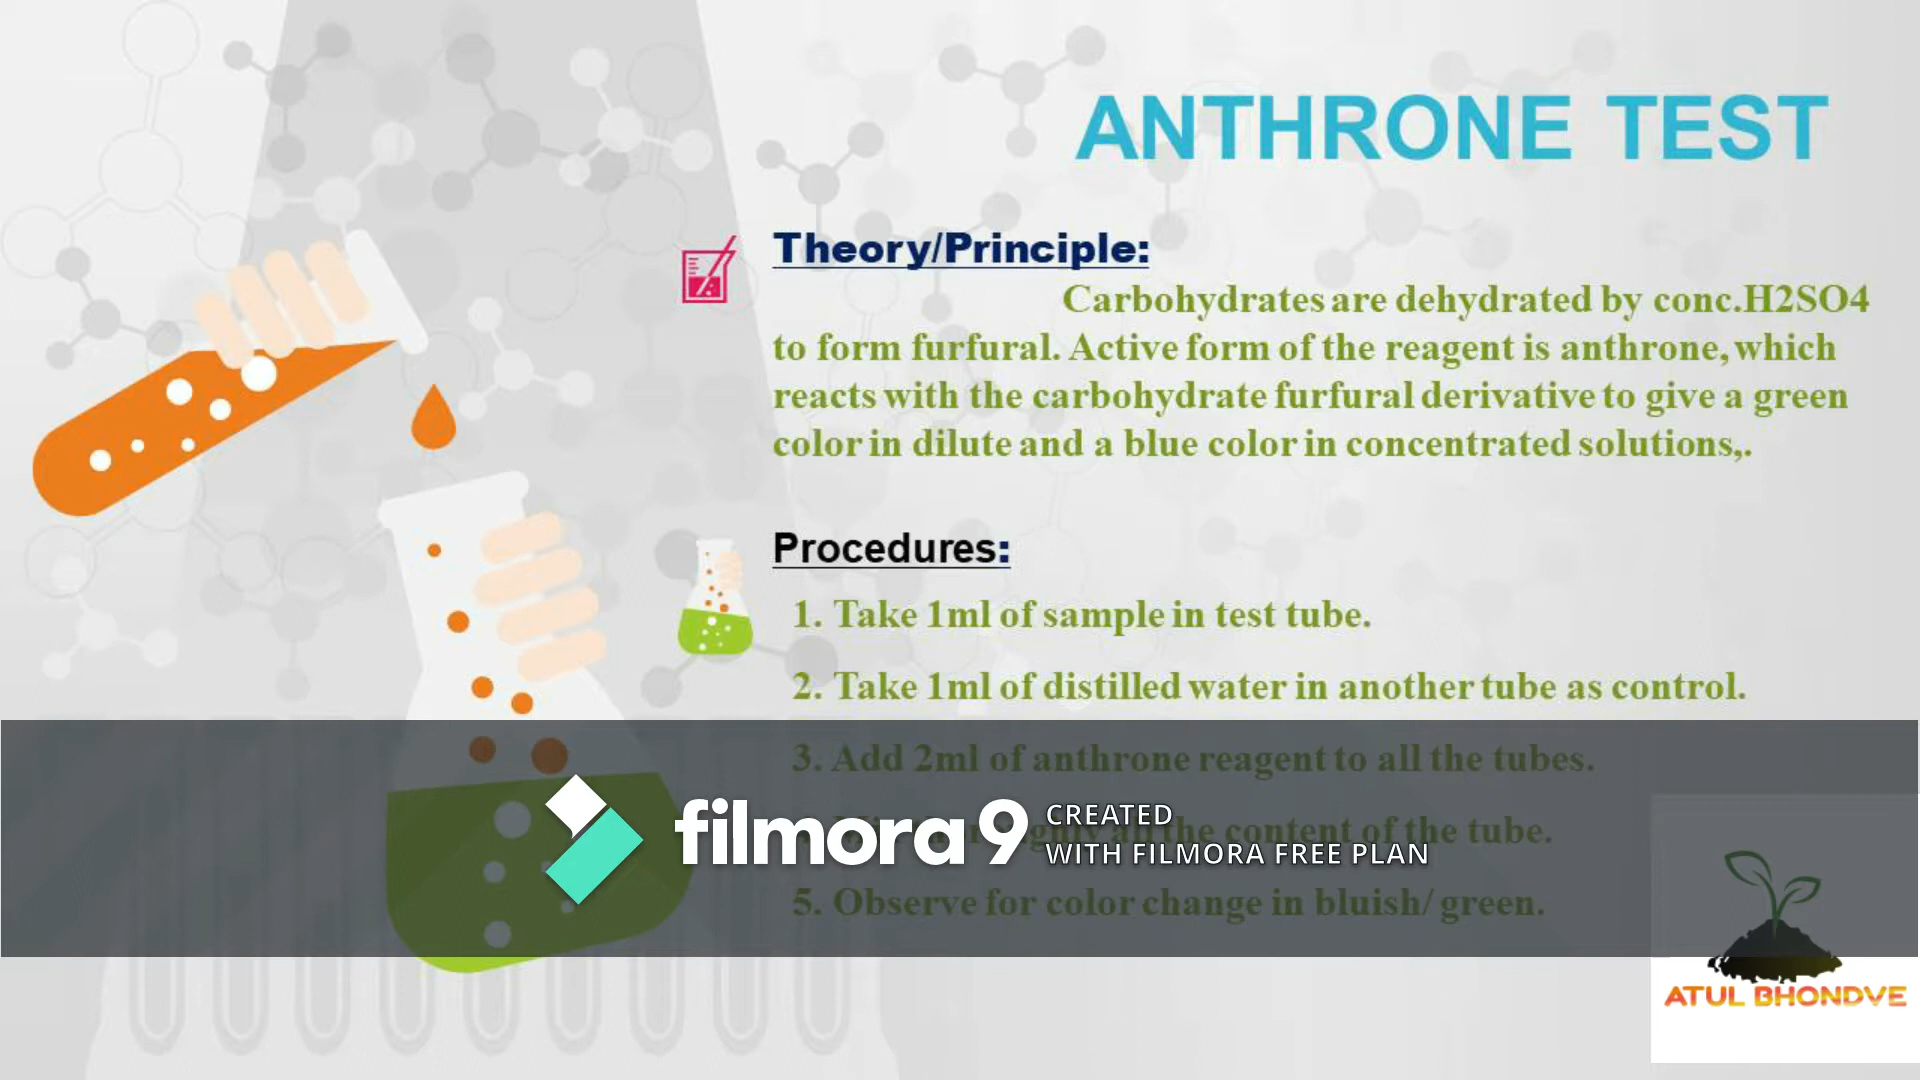 ANTHRONE TEST
Theory/Principle:
Carbohydrates are dehydrated by conc.H2SO4
to form furfural. Active form of the reagent is anthrone, which
reacts with the carbohydrate furfural derivative to give a green
color in dilute and a blue color in concentrated solutions,.
Procedures:
1. Take 1ml of sample in test tube.
2. Take 1ml of distilled water in another tube as control.
3. Add 2ml of anthrone reagent to all the tubes.
the content of the tube.
5. Observe for color change in bluish/ green.
filmora 9
CREATED
WITH FILMORA FREE PLAN
ATUL BHONDVE